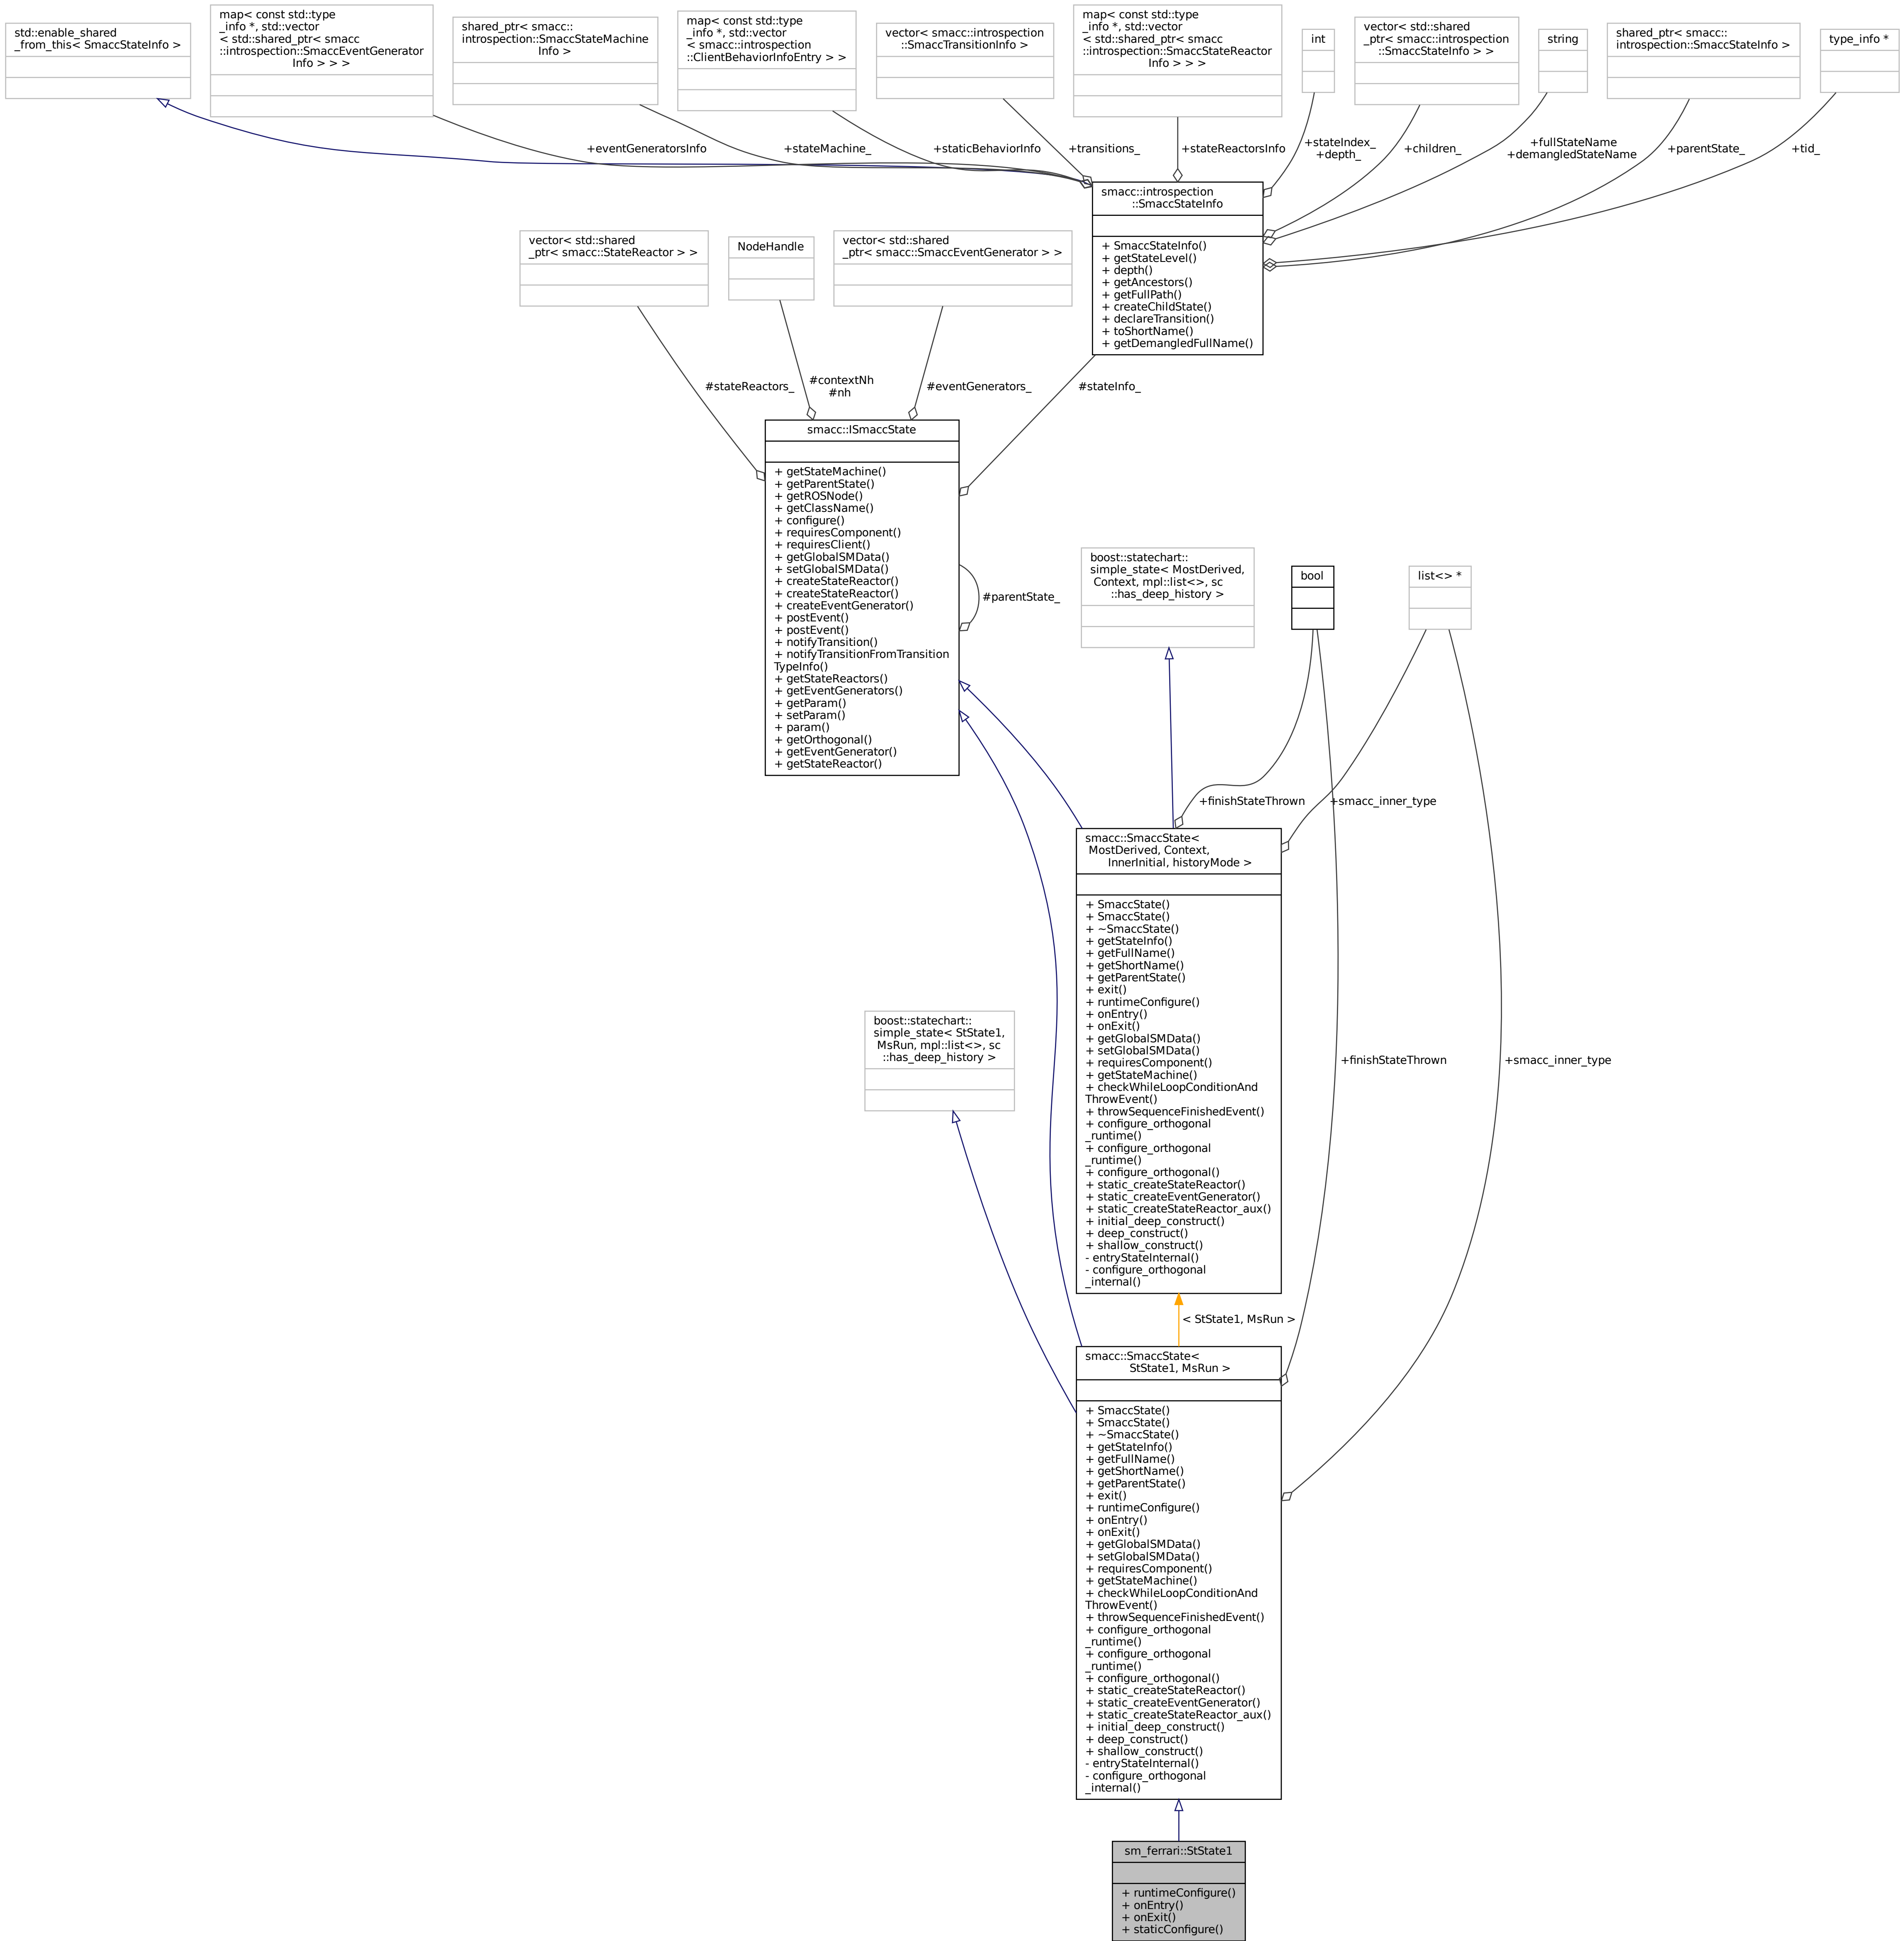 std::enable_shared
_from_this< SmaccStateInfo >
map< const std::type
_info *, std::vector
< std::shared_ptr< smacc
::introspection::SmaccEventGenerator
Info > > >
shared_ptr< smacc::
introspection::SmaccStateMachine
Info >
map< const std::type
_info *, std::vector
< smacc::introspection
::ClientBehaviorInfoEntry > >
vector< smacc::introspection
::SmaccTransitionInfo >
map< const std::type
_info *, std::vector
< std::shared_ptr< smacc
::introspection::SmaccStateReactor
Info > > >
int
vector< std::shared
_ptr< smacc::introspection
::SmaccStateInfo > >
string
shared_ptr< smacc::
introspection::SmaccStateInfo >
type_info *
+eventGeneratorsInfo
+stateMachine_
+staticBehaviorInfo
+transitions_
+stateReactorsInfo
+stateIndex_
+depth_
+children_
+fullStateName
+demangledStateName
+parentState_
+tid_
smacc::introspection
::SmaccStateInfo
+ SmaccStateInfo()
+ getStateLevel()
+ depth()
+ getAncestors()
+ getFullPath()
+ createChildState()
+ declareTransition()
+ toShortName()
+ getDemangledFullName()
vector< std::shared
_ptr< smacc::StateReactor > >
NodeHandle
vector< std::shared
_ptr< smacc::SmaccEventGenerator > >
#stateReactors_
#contextNh
#nh
#eventGenerators_
#stateInfo_
smacc::ISmaccState
+ getStateMachine()
+ getParentState()
+ getROSNode()
+ getClassName()
+ configure()
+ requiresComponent()
+ requiresClient()
+ getGlobalSMData()
+ setGlobalSMData()
+ createStateReactor()
+ createStateReactor()
+ createEventGenerator()
+ postEvent()
+ postEvent()
+ notifyTransition()
+ notifyTransitionFromTransition
TypeInfo()
+ getStateReactors()
+ getEventGenerators()
+ getParam()
+ setParam()
+ param()
+ getOrthogonal()
+ getEventGenerator()
+ getStateReactor()
#parentState_
boost::statechart::
simple_state< MostDerived,
Context, mpl::list<>, sc
::has_deep_history >
bool
list<> *
+finishStateThrown
+smacc_inner_type
smacc::SmaccState<
MostDerived, Context,
InnerInitial, historyMode >
+ SmaccState()
+ SmaccState()
+ ~SmaccState()
+ getStateInfo()
+ getFullName()
+ getShortName()
+ getParentState()
+ exit()
+ runtimeConfigure()
+ onEntry()
+ onExit()
+ getGlobalSMData()
+ setGlobalSMData()
+ requiresComponent()
+ getStateMachine()
+ checkWhileLoopConditionAnd
ThrowEvent()
+ throwSequenceFinishedEvent()
+ configure_orthogonal
_runtime()
+ configure_orthogonal
_runtime()
+ configure_orthogonal()
+ static_createStateReactor()
+ static_createEventGenerator()
+ static_createStateReactor_aux()
+ initial_deep_construct()
+ deep_construct()
+ shallow_construct()
- entryStateInternal()
- configure_orthogonal
_internal()
boost::statechart::
simple_state< StState1,
MsRun, mpl::list<>, sc
::has_deep_history >
+finishStateThrown
+smacc_inner_type
< StState1, MsRun >
smacc::SmaccState<
StState1, MsRun >
+ SmaccState()
+ SmaccState()
+ ~SmaccState()
+ getStateInfo()
+ getFullName()
+ getShortName()
+ getParentState()
+ exit()
+ runtimeConfigure()
+ onEntry()
+ onExit()
+ getGlobalSMData()
+ setGlobalSMData()
+ requiresComponent()
+ getStateMachine()
+ checkWhileLoopConditionAnd
ThrowEvent()
+ throwSequenceFinishedEvent()
+ configure_orthogonal
_runtime()
+ configure_orthogonal
_runtime()
+ configure_orthogonal()
+ static_createStateReactor()
+ static_createEventGenerator()
+ static_createStateReactor_aux()
+ initial_deep_construct()
+ deep_construct()
+ shallow_construct()
- entryStateInternal()
- configure_orthogonal
_internal()
sm_ferrari::StState1
+ runtimeConfigure()
+ onEntry()
+ onExit()
+ staticConfigure()